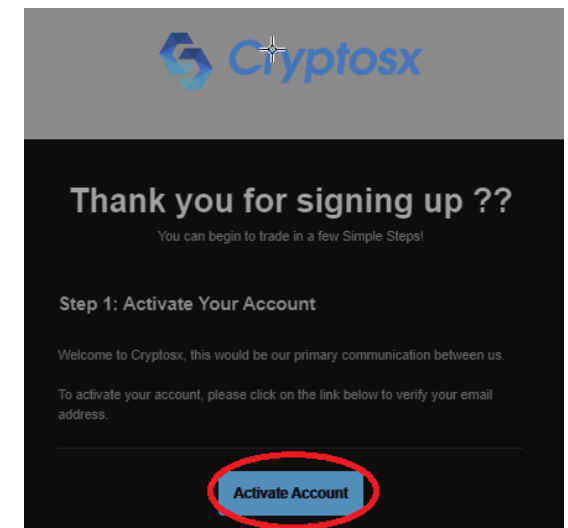 Cryptosx
Thank you for signing up ??
You can begin to trade in a few Simple Steps!
Step 1: Activate Your Account
Welcome to Cryptosx, this would be our primary communication between us.
To activate your account, please click on the link below to verify your email
address.
Activate Account